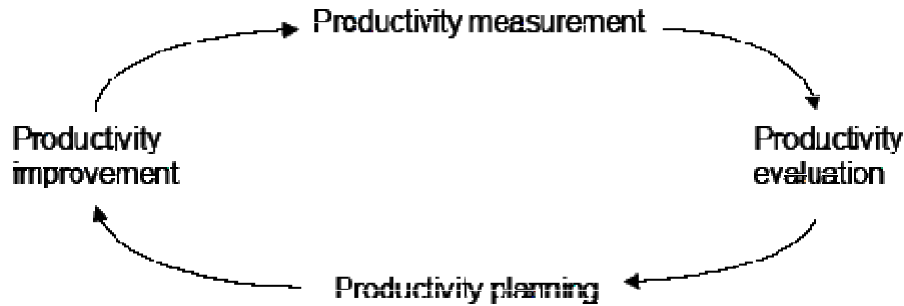 Productivity measurement
Productivity
improvement
Productivity
evaluation
Productivity planning